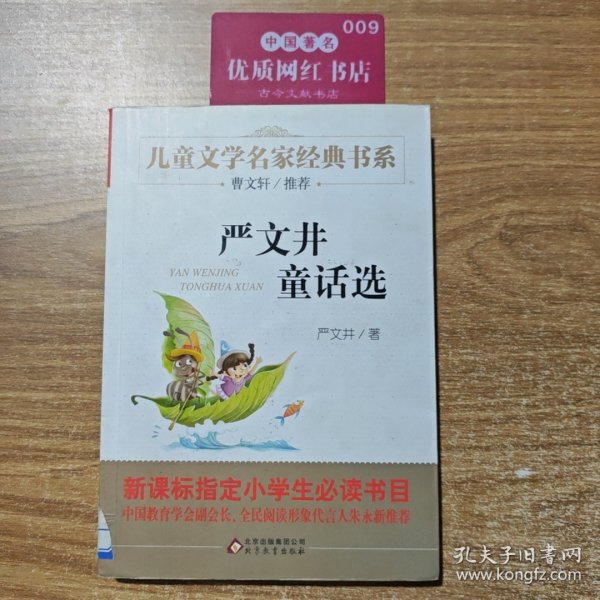 009
中国著名
优质网红书店
古今文献书店
儿童文学名家经典书系
曹文轩/推荐
严文井
YAN WENJING
TONGHUA XUAN
童话选
严文井/著
新课标指定小学生必读书目
中国教育学会副会长、全民阅读形象代言人朱永新推荐
北京出版集团公司
北京教育出版社
孔夫子旧书网
www.kongfz.com